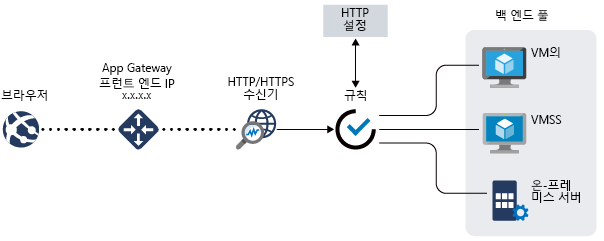 HTTP
설정
백 엔드 풀
App Gateway
프런트 엔드 IP
x.x.x.x
HTTP/HTTPS
수신기
브라우저
규칙
VM의
VMSS
온-프레
미스 서버